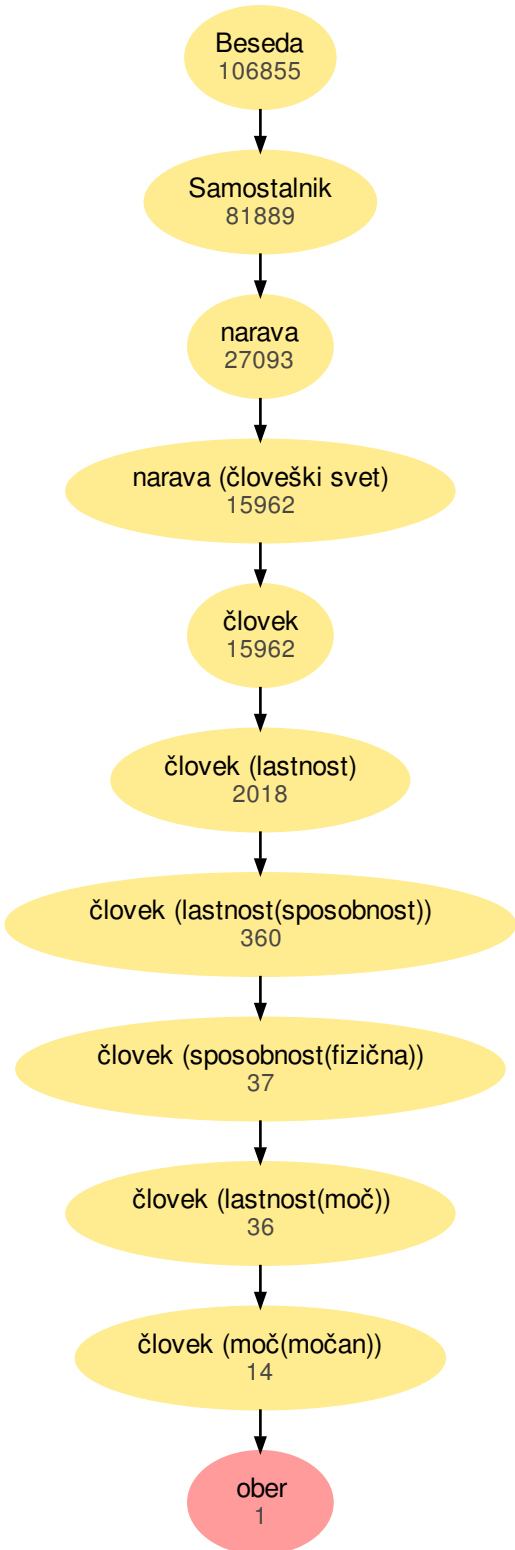 Beseda
106855
Samostalnik
81889
narava
27093
narava (človeški svet)
15962
človek
15962
človek (lastnost)
2018
človek (lastnost(sposobnost))
360
človek (sposobnost(fizična))
37
človek (lastnost(moč))
36
človek (moč(močan))
14
ober
1